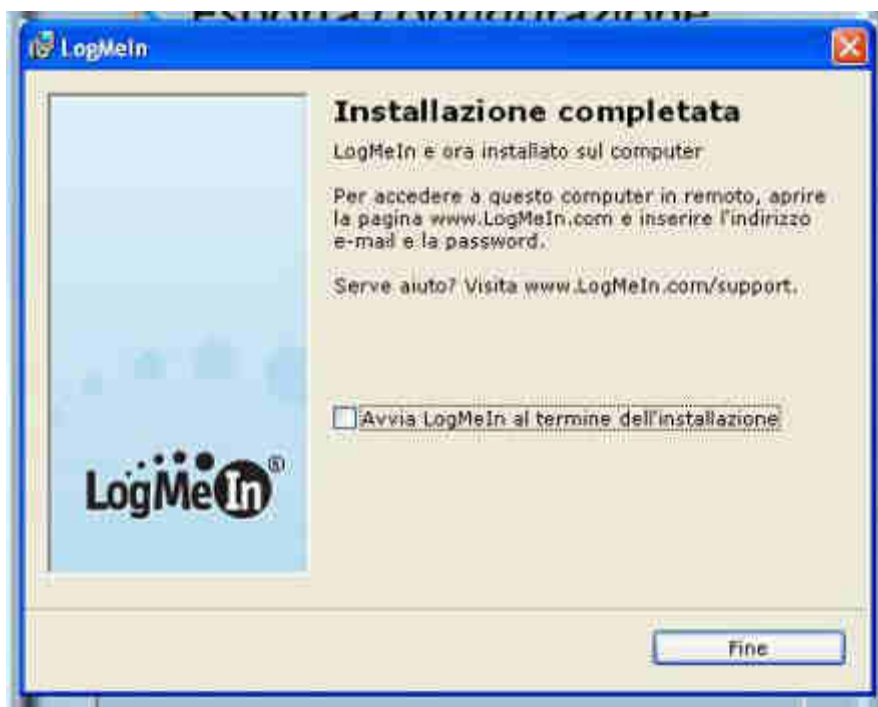 Esporta configurazione
LogMeIn
Installazione completata
LogMeIn e ora installato sul computer
Per accedere a questo computer in remoto, aprire
la pagina www.LogMeIn.com e inserire l'indirizzo
e-mail e la password.
Serve aiuto? Visita www.LogMeIn.com/support.
Avvia LogMeIn al termine dell'installazione
LogMeIn®
Fine